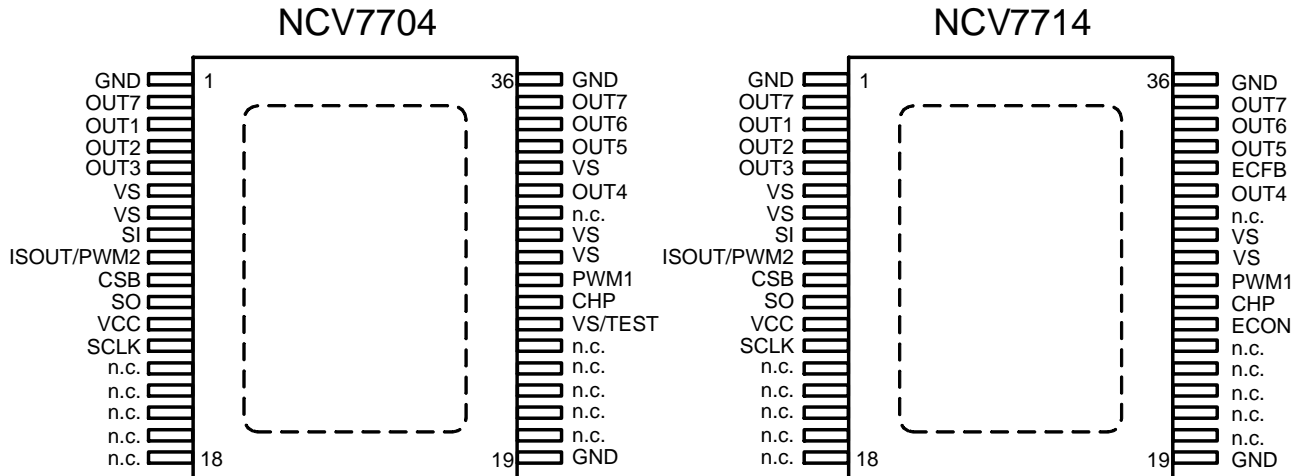 NCV7704
GND 1 36 GND
OUT7 OUT7
OUT1 OUT6
OUT2 OUT5
OUT3 VS
VS OUT4
VS n.c.
SI VS
ISOUT/PWM2 VS
CSB PWM1
SO CHP
VCC VS/TEST
SCLK n.c.
n.c. n.c.
n.c. n.c.
n.c. n.c.
n.c. n.c.
n.c. 18 19 GND
NCV7714
GND 1 36 GND
OUT7 OUT7
OUT1 OUT6
OUT2 OUT5
OUT3 ECFB
VS OUT4
VS n.c.
SI VS
ISOUT/PWM2 VS
CSB PWM1
SO CHP
VCC ECON
SCLK n.c.
n.c. n.c.
n.c. n.c.
n.c. n.c.
n.c. n.c.
n.c. 18 19 GND